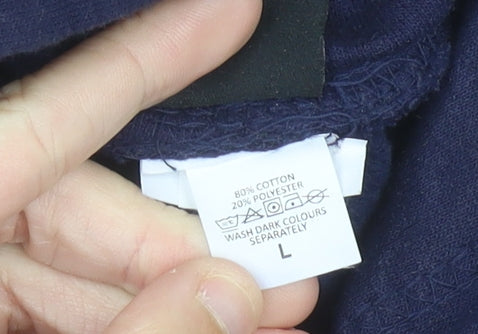 80% COTTON
20% POLYESTER
WASH DARK COLOURS
SEPARATELY
L